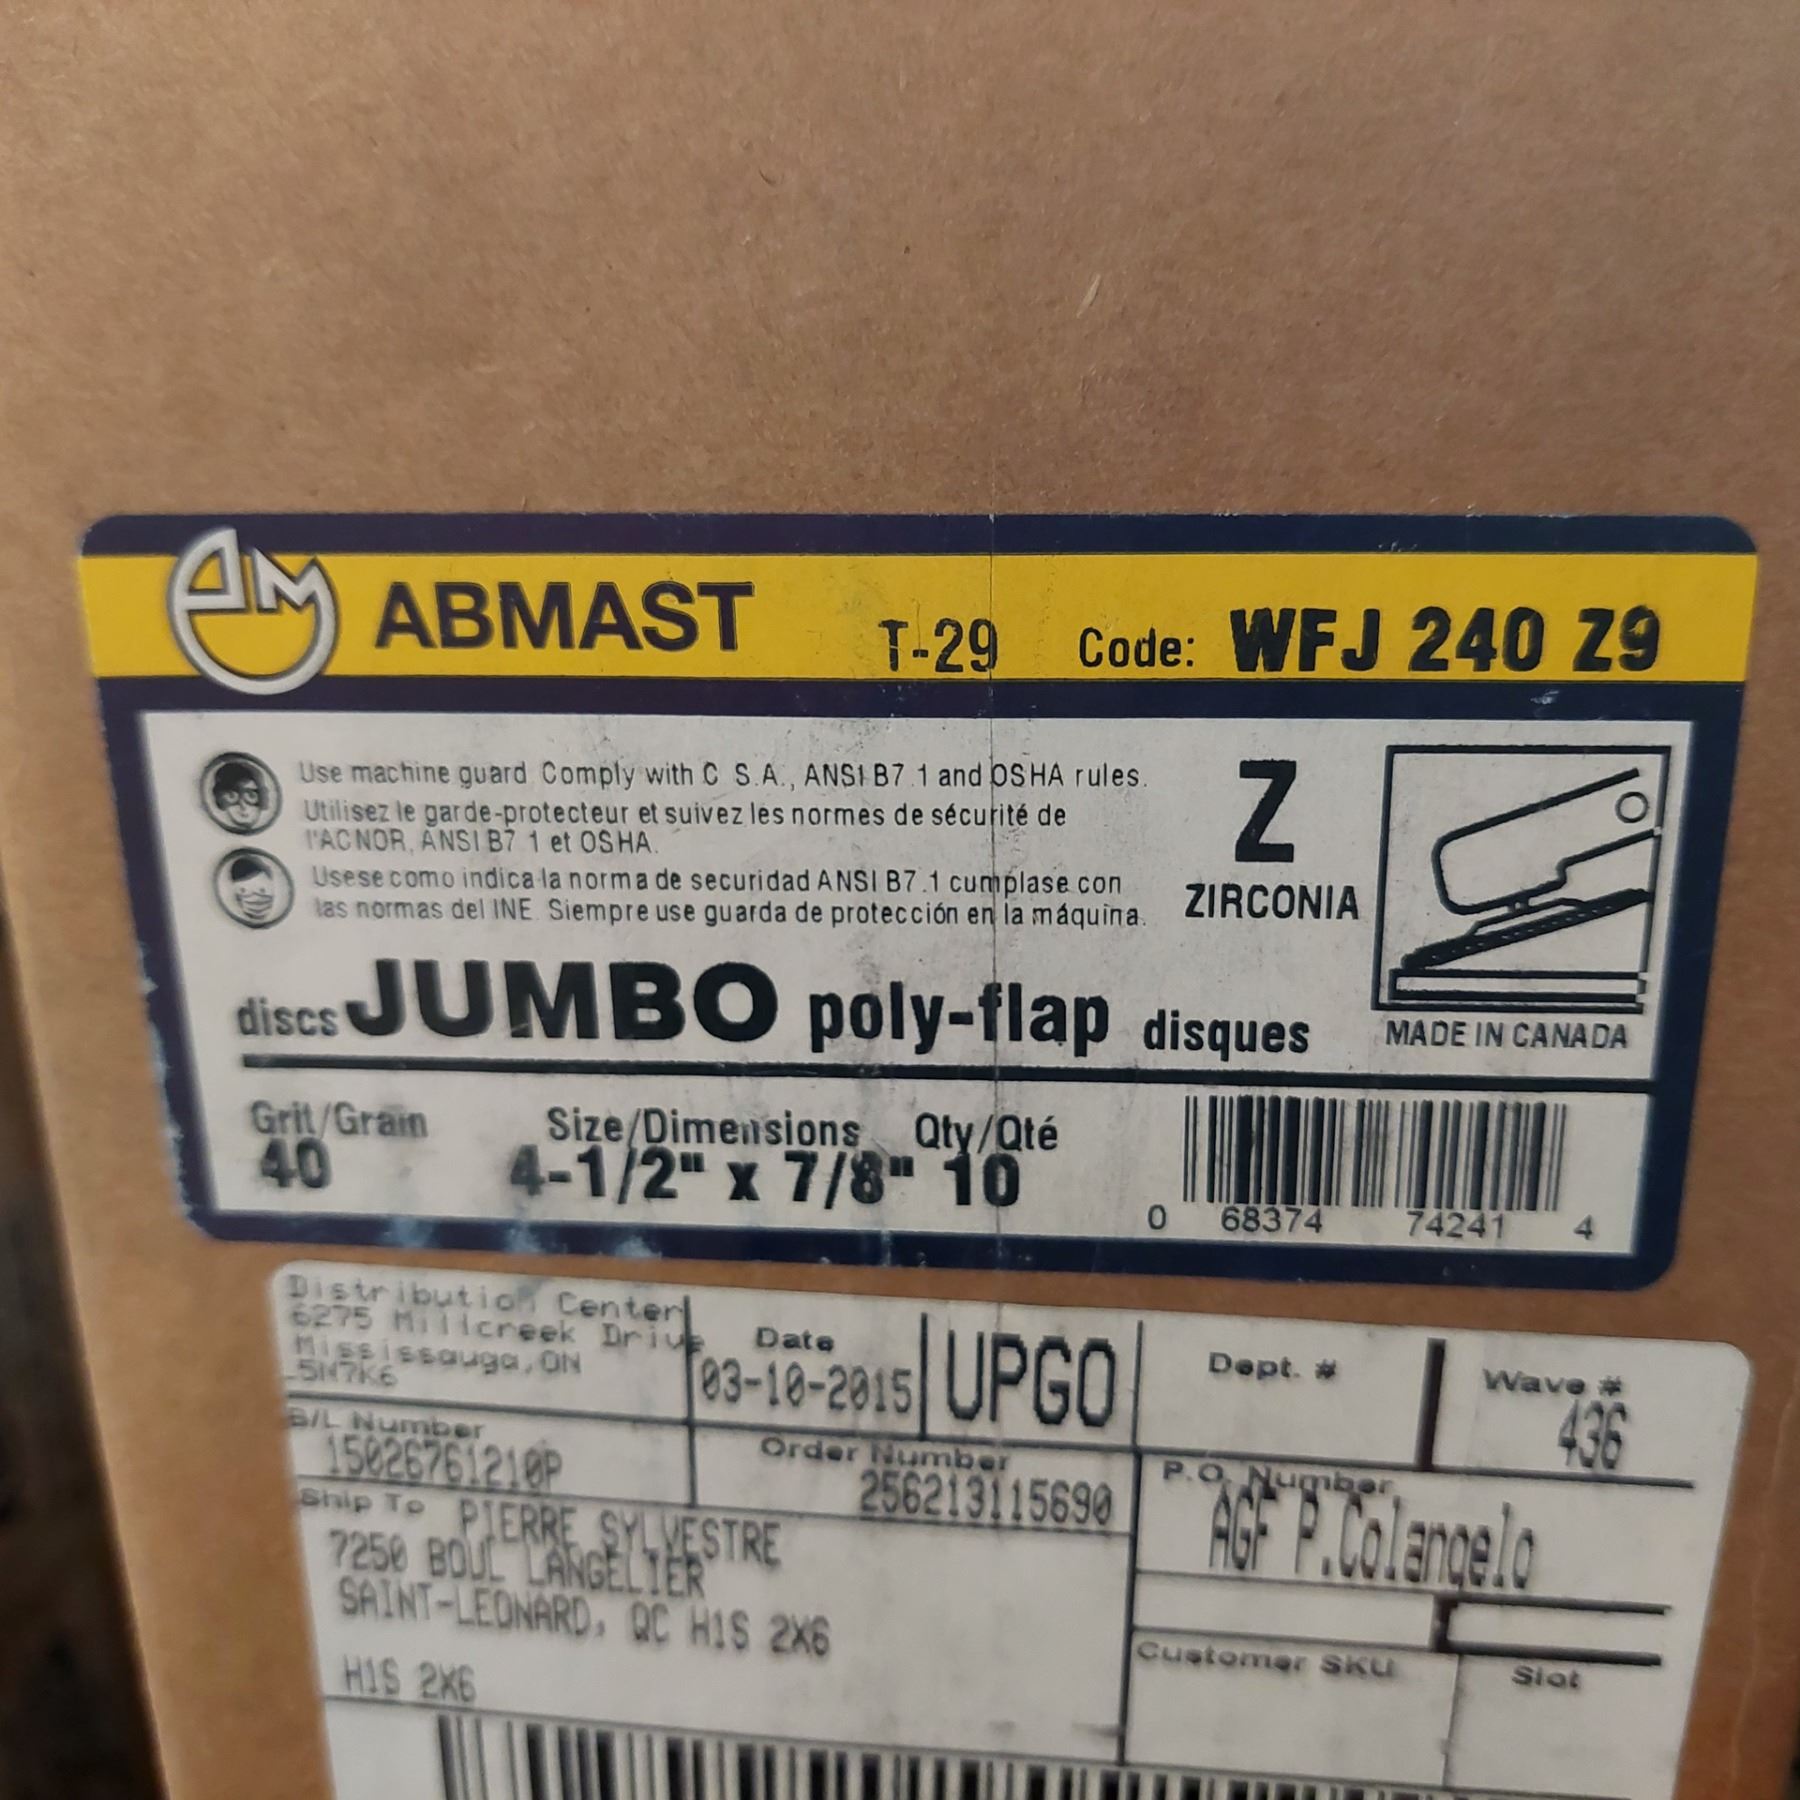 ABMAST T-29 Code: WFJ 240 Z9
Use machine guard. Comply with C S.A., ANSI B7.1 and OSHA rules.
Utilisez le garde-protecteur et suivez les normes de sécurité de
l'ACNOR, ANSI B7 1 et OSHA.
Usese como indica la norma de securidad ANSI B7.1 cumplase con
las normas del INE. Siempre use guarda de protección en la máquina.
Z
ZIRCONIA
discs JUMBO poly-flap disques
MADE IN CANADA
Grit/Grain Size/Dimensions Qty/Qté
40 4-1/2" x 7/8" 10
0 68374 74241 4
Distribution Center
6275 Millcreek Drive
Mississauga, ON
L5N7K6
Date
03-10-2015
UPGO
Dept. #
Wave #
436
B/L Number
15026761210P
Order Number
256213115690
P.O. Number
AGF P.Colangelo
Ship To PIERRE SYLVESTRE
7250 BOUL LANGELIER
SAINT-LEONARD, QC H1S 2X6
H1S 2X6
Customer SKU
Slot